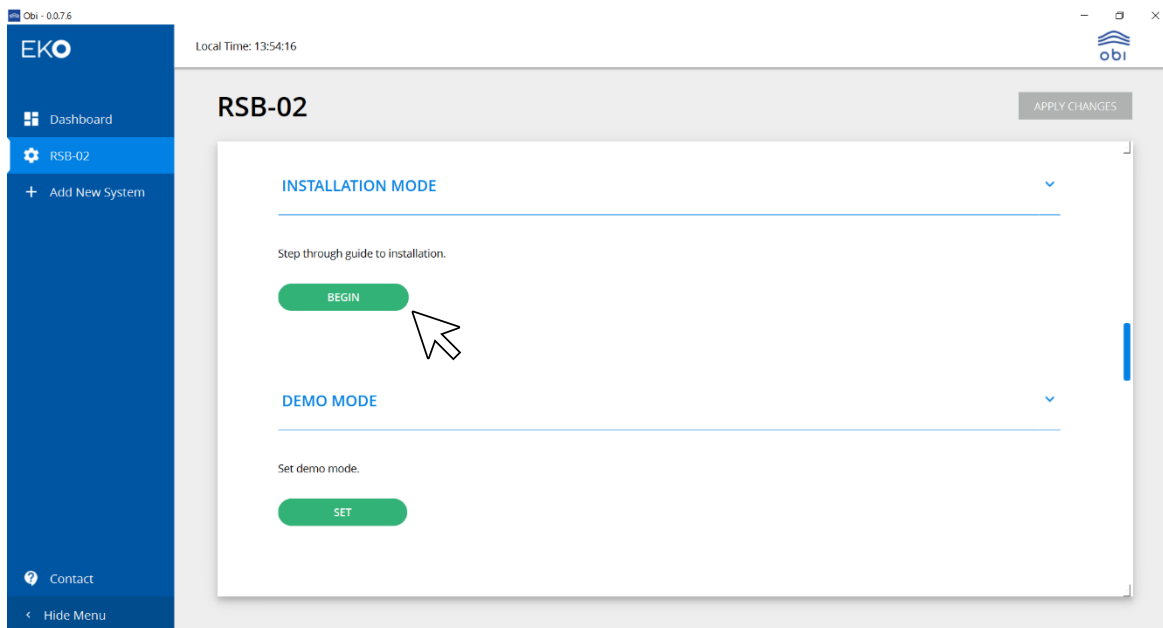 Obi - 0.0.7.6
EKO
Local Time: 13:54:16
obi
Dashboard
RSB-02
Add New System
RSB-02
APPLY CHANGES
INSTALLATION MODE
Step through guide to installation.
BEGIN
DEMO MODE
Set demo mode.
SET
Contact
Hide Menu